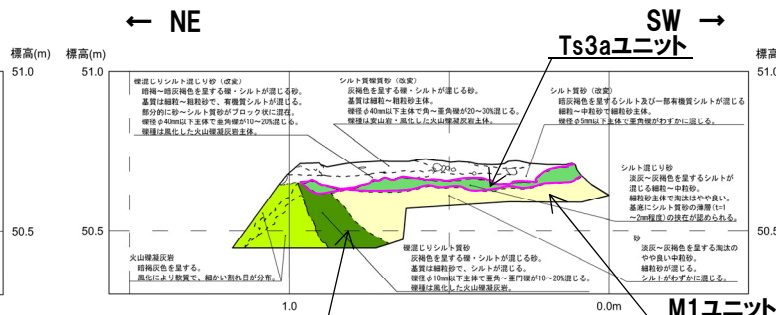 ← NE
SW →
Ts3aユニット
標高(m)
標高(m)
標高(m)
51.0
51.0
51.0
礫混じりシルト混じり砂(改変)
暗褐~暗灰褐色を呈する礫・シルトが混じる砂。
基質は細粒~粗粒砂で、有機質シルトが混じる。
部分的に砂~シルト質砂がブロック状に混在。
礫径φ40mm以下主体で亜角礫が10~20%混じる。
礫種は風化した火山礫凝灰岩主体。
シルト質礫質砂(改変)
灰褐色を呈する礫・シルトが混じる砂。
基質は細粒~粗粒砂主体。
礫径φ40mm以下主体で角~亜角礫が20~30%混じる。
礫種は安山岩・風化した火山礫凝灰岩主体。
シルト質砂(改変)
暗灰褐色を呈するシルト及び一部有機質シルトが混じる
細粒~中粒砂で細粒砂主体。
礫径φ5mm以下主体で亜角礫がわずかに混じる。
シルト混じり砂
淡灰~灰褐色を呈するシルトが
混じる細粒~中粒砂。
細粒砂主体で淘汰はやや良い。
基底にシルト質砂の薄層(t=1
~2mm程度)の挟在が認められる。
50.5
50.5
50.5
火山礫凝灰岩
暗褐灰色を呈する。
風化により軟質で、細かい割れ目が分布。
礫混じりシルト質砂
灰褐色を呈する礫・シルトが混じる砂。
基質は細粒砂で、シルトが混じる。
礫径φ10mm以下主体で亜角~亜円礫が10~20%混じる。
礫種は風化した火山礫凝灰岩。
砂
淡灰~灰褐色を呈する淘汰の
やや良い中粒砂。
細粒砂が混じる。
シルトがわずかに混じる。
1.0
0.0m
M1ユニット